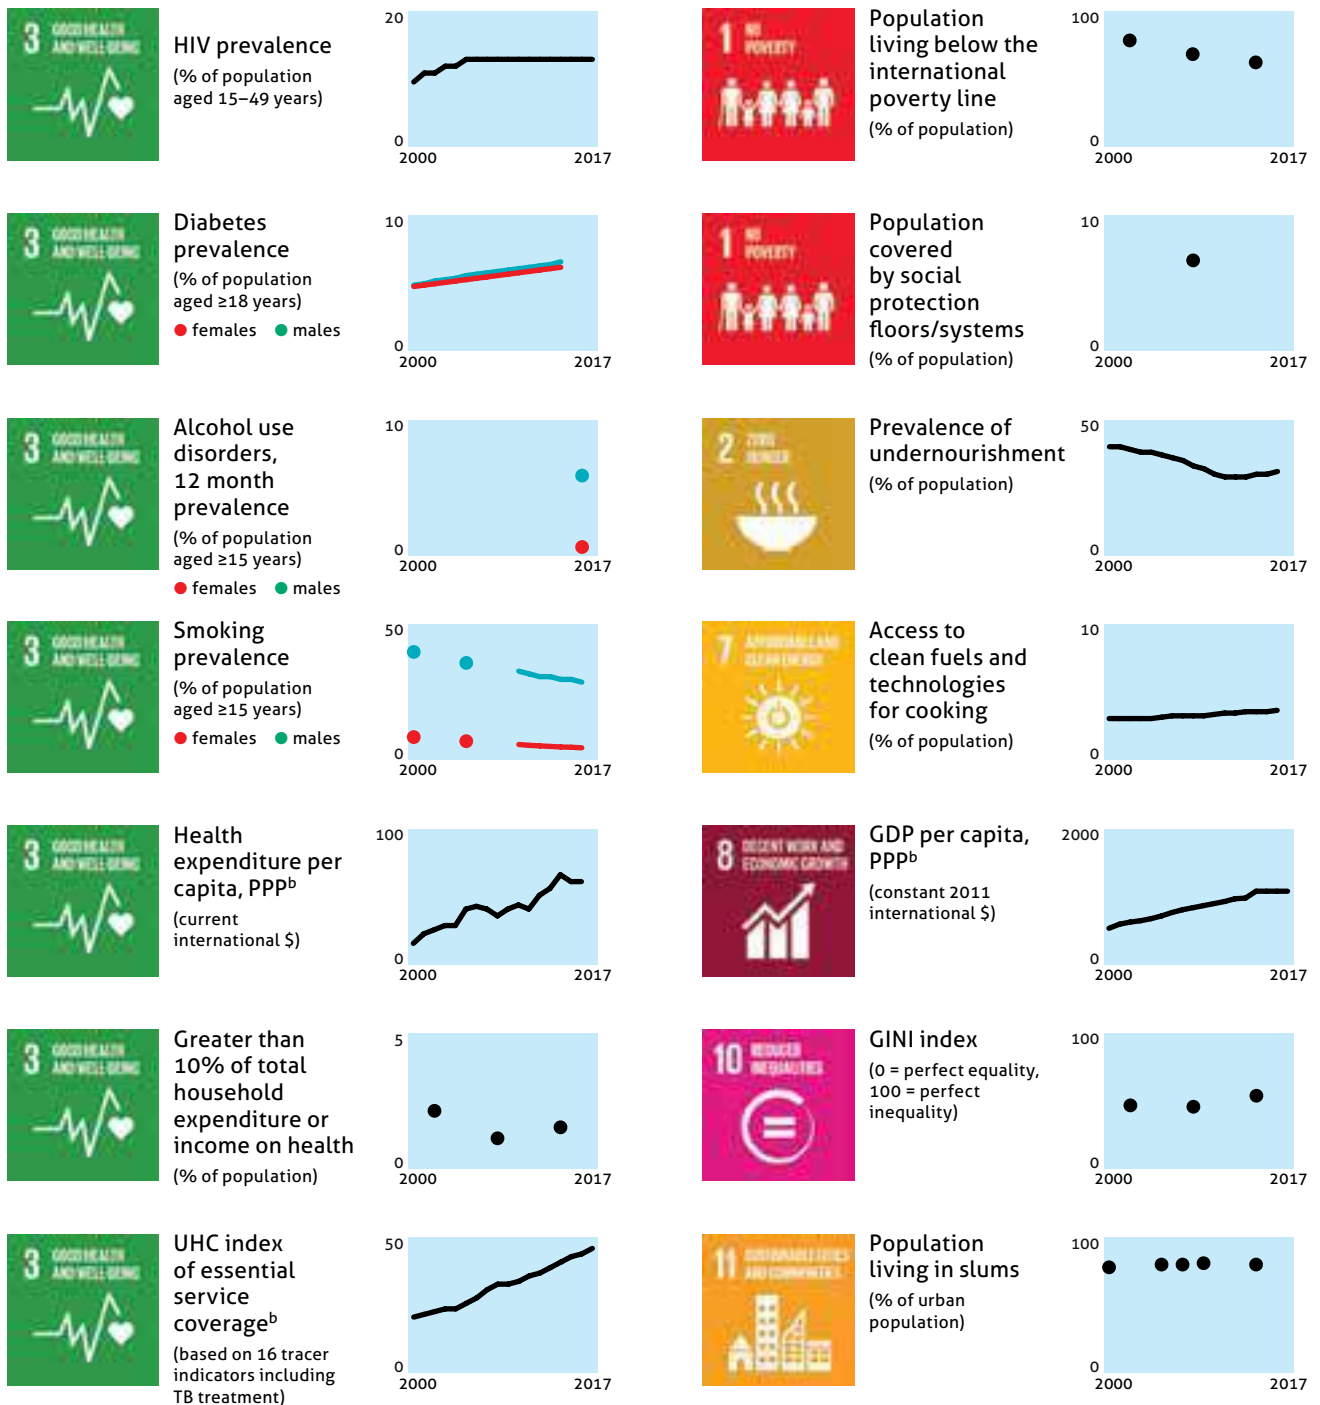 3 GOOD HEALTH
AND WELL-BEING
HIV prevalence
(% of population
aged 15–49 years)
20
0
2000
2017
1 NO
POVERTY
Population
living below the
international
poverty line
(% of population)
100
0
2000
2017
3 GOOD HEALTH
AND WELL-BEING
Diabetes
prevalence
(% of population
aged ≥18 years)
females males
10
0
2000
2017
1 NO
POVERTY
Population
covered
by social
protection
floors/systems
(% of population)
10
0
2000
2017
3 GOOD HEALTH
AND WELL-BEING
Alcohol use
disorders,
12 month
prevalence
(% of population
aged ≥15 years)
females males
10
0
2000
2017
2 ZERO
HUNGER
Prevalence of
undernourishment
(% of population)
50
0
2000
2017
3 GOOD HEALTH
AND WELL-BEING
Smoking
prevalence
(% of population
aged ≥15 years)
females males
50
0
2000
2017
7 AFFORDABLE AND
CLEAN ENERGY
Access to
clean fuels and
technologies
for cooking
(% of population)
10
0
2000
2017
3 GOOD HEALTH
AND WELL-BEING
Health
expenditure per
capita, PPPᵇ
(current
international $)
100
0
2000
2017
8 DECENT WORK AND
ECONOMIC GROWTH
GDP per capita,
PPPᵇ
(constant 2011
international $)
2000
0
2000
2017
3 GOOD HEALTH
AND WELL-BEING
Greater than
10% of total
household
expenditure or
income on health
(% of population)
5
0
2000
2017
10 REDUCED
INEQUALITIES
GINI index
(0 = perfect equality,
100 = perfect
inequality)
100
0
2000
2017
3 GOOD HEALTH
AND WELL-BEING
UHC index
of essential
service
coverageᵇ
(based on 16 tracer
indicators including
TB treatment)
50
0
2000
2017
11 SUSTAINABLE CITIES
AND COMMUNITIES
Population
living in slums
(% of urban
population)
100
0
2000
2017